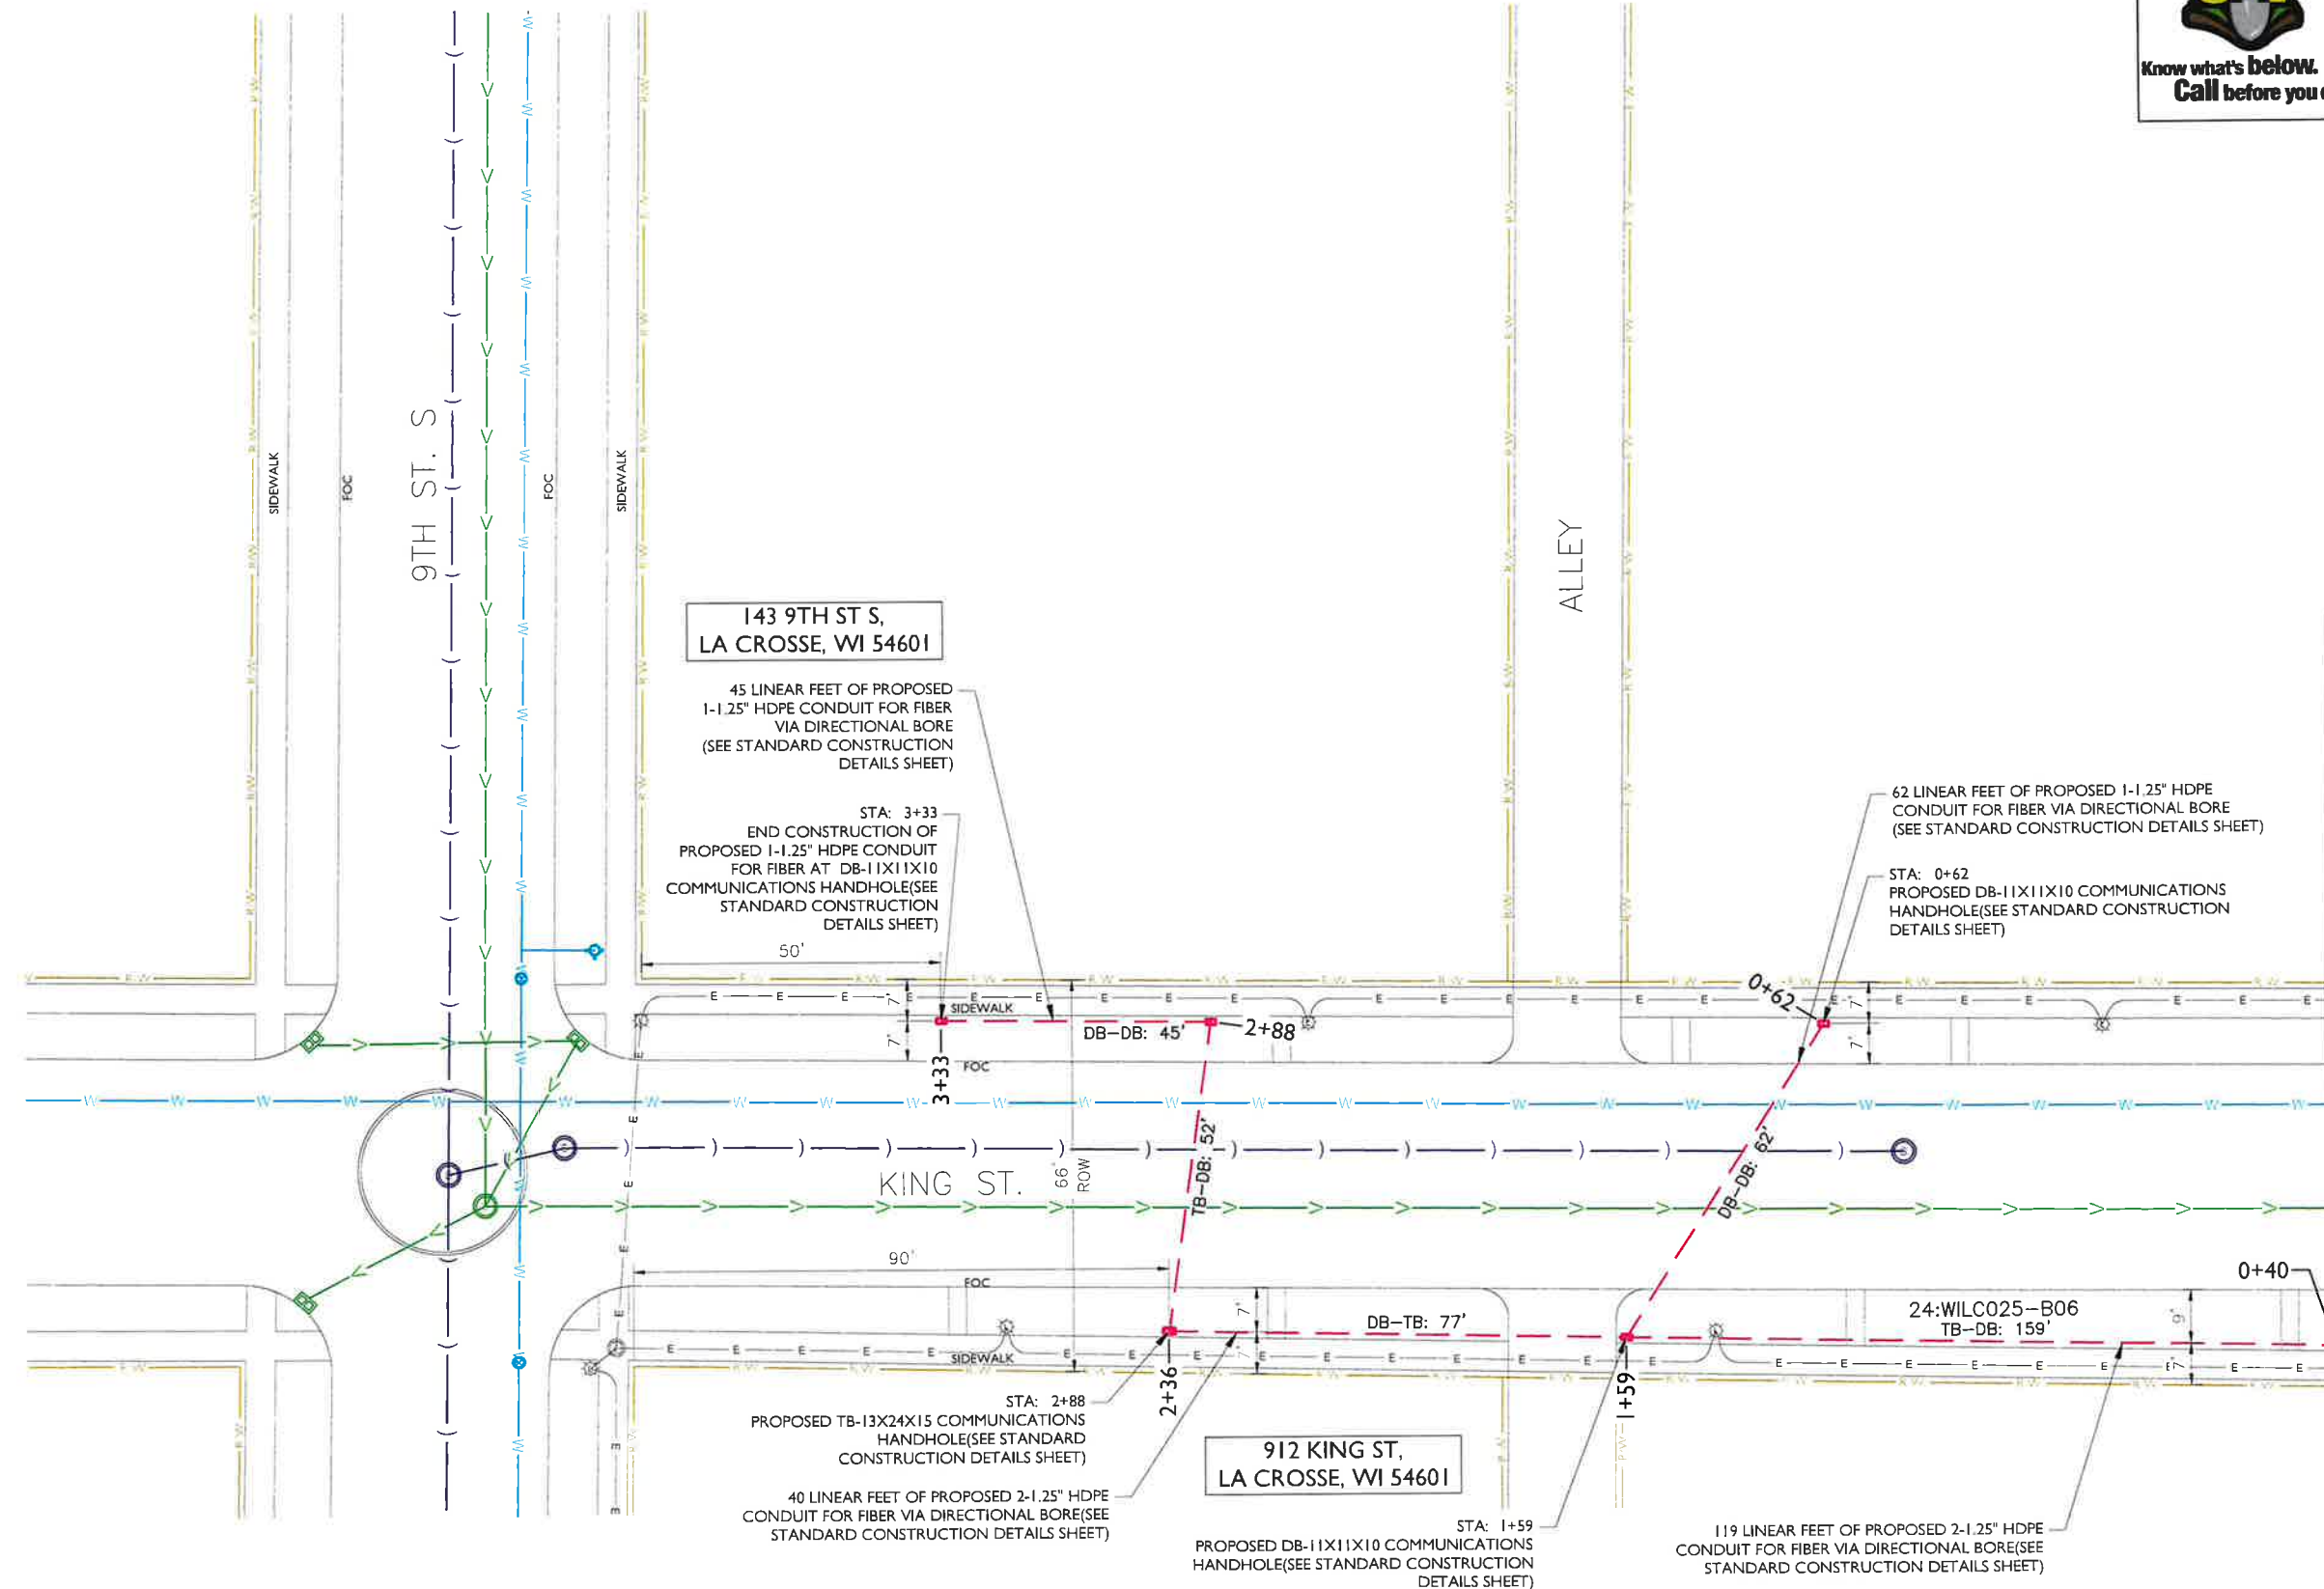 Know what's below.
Call before you
9TH ST. S
SIDEWALK
FOC
FOC
SIDEWALK
ALLEY
143 9TH ST S,
LA CROSSE, WI 54601
45 LINEAR FEET OF PROPOSED
1-1.25" HDPE CONDUIT FOR FIBER
VIA DIRECTIONAL BORE
(SEE STANDARD CONSTRUCTION
DETAILS SHEET)
STA: 3+33
END CONSTRUCTION OF
PROPOSED 1-1.25" HDPE CONDUIT
FOR FIBER AT DB-11X11X10
COMMUNICATIONS HANDHOLE(SEE
STANDARD CONSTRUCTION
DETAILS SHEET)
62 LINEAR FEET OF PROPOSED 1-1.25" HDPE
CONDUIT FOR FIBER VIA DIRECTIONAL BORE
(SEE STANDARD CONSTRUCTION DETAILS SHEET)
STA: 0+62
PROPOSED DB-11X11X10 COMMUNICATIONS
HANDHOLE(SEE STANDARD CONSTRUCTION
DETAILS SHEET)
50'
7'
7'
SIDEWALK
DB-DB: 45'
2+88
3+33
FOC
0+62
7'
7'
TB-DB: 52'
DB-DB: 62'
KING ST.
66'
ROW
90'
FOC
7'
7'
SIDEWALK
DB-TB: 77'
24:WILC025-B06
TB-DB: 159'
0+40
9'
7'
2+36
1+59
STA: 2+88
PROPOSED TB-13X24X15 COMMUNICATIONS
HANDHOLE(SEE STANDARD
CONSTRUCTION DETAILS SHEET)
912 KING ST,
LA CROSSE, WI 54601
40 LINEAR FEET OF PROPOSED 2-1.25" HDPE
CONDUIT FOR FIBER VIA DIRECTIONAL BORE(SEE
STANDARD CONSTRUCTION DETAILS SHEET)
STA: 1+59
PROPOSED DB-11X11X10 COMMUNICATIONS
HANDHOLE(SEE STANDARD CONSTRUCTION
DETAILS SHEET)
119 LINEAR FEET OF PROPOSED 2-1.25" HDPE
CONDUIT FOR FIBER VIA DIRECTIONAL BORE(SEE
STANDARD CONSTRUCTION DETAILS SHEET)